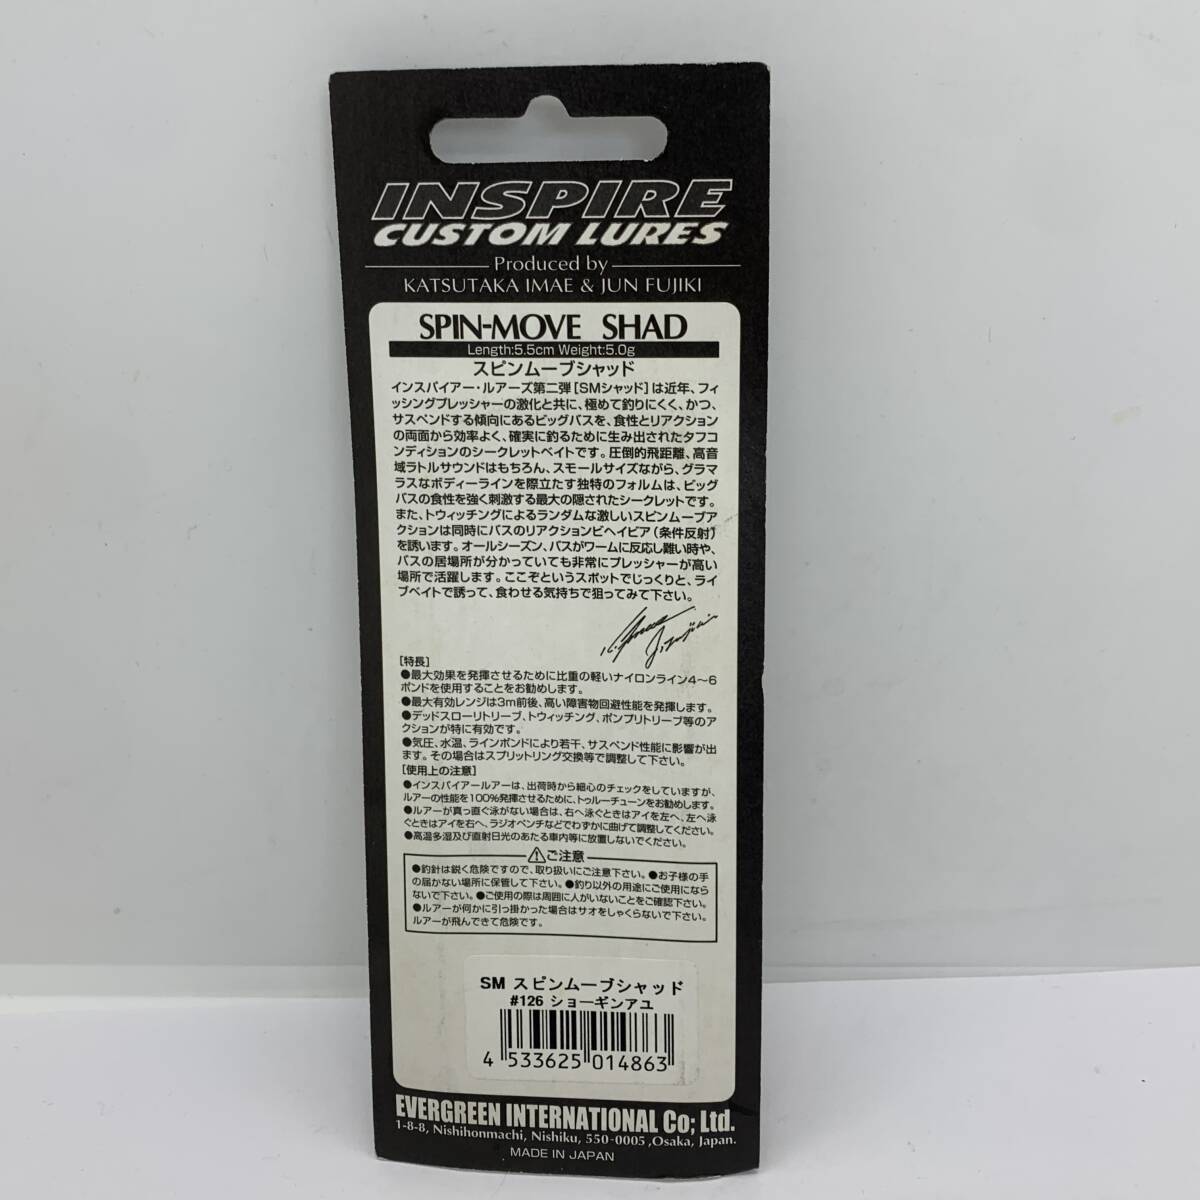 INSPIRE
CUSTOM LURES
Produced by
KATSUTAKA IMAE & JUN FUJIKI
SPIN-MOVE SHAD
Length:5.5cm Weight:5.0g
スピンムーブシャッド
インスパイアー・ルアーズ第二弾[SMシャッド]は近年、フィ
ッシングプレッシャーの激化と共に、極めて釣りにくく、かつ、
サスペンドする傾向にあるビッグバスを、食性とリアクション
の両面から効率よく、確実に釣るために生み出されたタフコ
ンディションのシークレットベイトです。圧倒的飛距離、高音
域ラトルサウンドはもちろん、スモールサイズながら、グラマ
ラスなボディーラインを際立たす独特のフォルムは、ビッグ
バスの食性を強く刺激する最大の隠されたシークレットです。
また、トウィッチングによるランダムな激しいスピンムーブア
クションは同時にバスのリアクションビヘイビア(条件反射)
を誘います。オールシーズン、バスがワームに反応し難い時や、
バスの居場所が分かっていても非常にプレッシャーが高い
場所で活躍します。ここぞというスポットでじっくりと、ライ
ブベイトで誘って、食わせる気持ちで狙ってみて下さい。
[特長]
●最大効果を発揮させるために比重の軽いナイロンライン4〜6
ポンドを使用することをお勧めします。
●最大有効レンジは3m前後、高い障害物回避性能を発揮します。
●デッドスローリトリーブ、トウィッチング、ポンプリトリーブ等のア
クションが特に有効です。
●気圧、水温、ラインポンドにより若干、サスペンド性能に影響が出
ます。その場合はスプリットリング交換等で調整して下さい。
[使用上の注意]
●インスパイアールアーは、出荷時から細心のチェックをしていますが、
ルアーの性能を100%発揮させるために、トゥルーチューンをお勧めします。
●ルアーが真っ直ぐ泳がない場合は、右へ泳ぐときはアイを左へ、左へ泳
ぐときはアイを右へ、ラジオペンチなどでわずかに曲げて調整してください。
●高温多湿及び直射日光のあたる車内等に放置しないでください。
⚠ご注意
●釣針は鋭く危険ですので、取り扱いにご注意下さい。●お子様の手
の届かない場所に保管して下さい。●釣り以外の用途にご使用になら
ないで下さい。●ご使用の際は周囲に人がいないことをご確認下さい。
●ルアーが何かに引っ掛かった場合はサオをしゃくらないで下さい。
ルアーが飛んできて危険です。
SM スピンムーブシャッド
#126 ショーギンアユ
4 533625 014863
EVERGREEN INTERNATIONAL Co; Ltd.
1-8-8, Nishihonmachi, Nishiku, 550-0005 ,Osaka, Japan.
MADE IN JAPAN